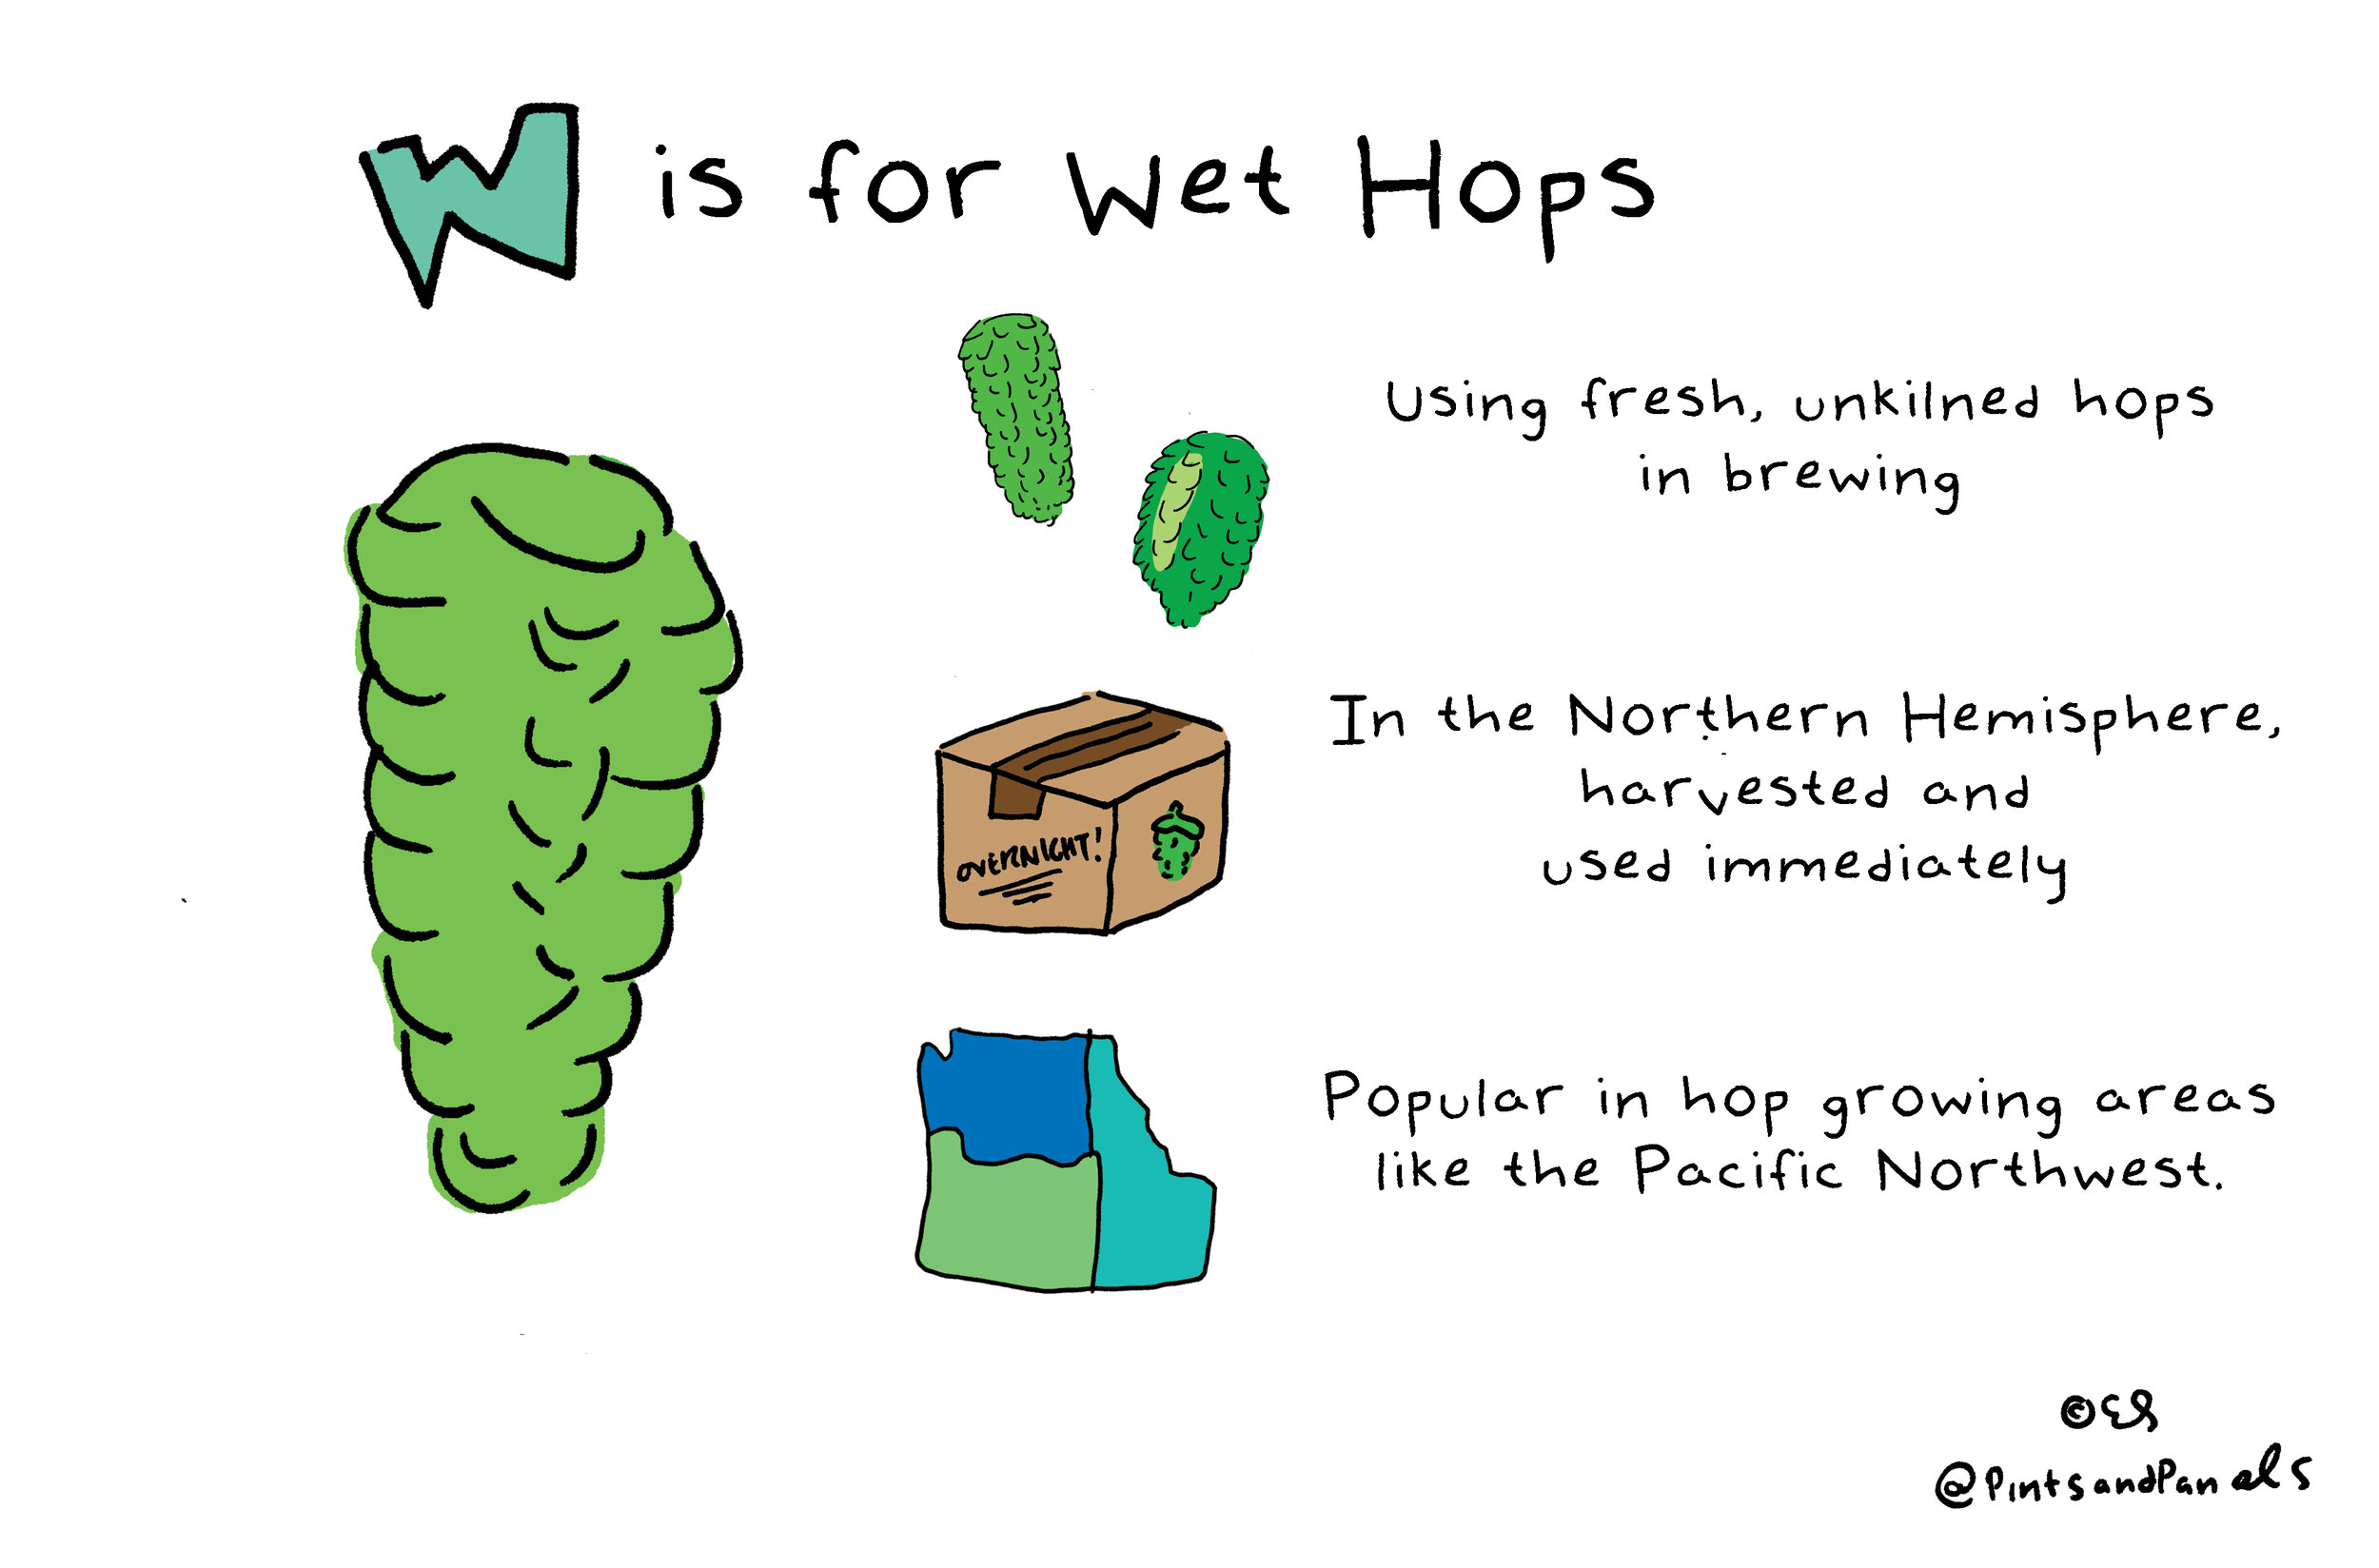 W is for Wet Hops
Using fresh, unkilned hops
in brewing
In the Northern Hemisphere,
harvested and
used immediately
OVERNIGHT!
Popular in hop growing areas
like the Pacific Northwest.
©ES
@PintsandPanels